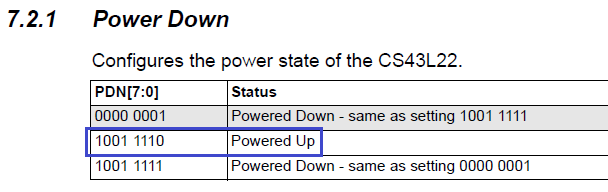 7.2.1 Power Down
Configures the power state of the CS43L22.
PDN[7:0] Status
0000 0001 Powered Down - same as setting 1001 1111
1001 1110 Powered Up
1001 1111 Powered Down - same as setting 0000 0001